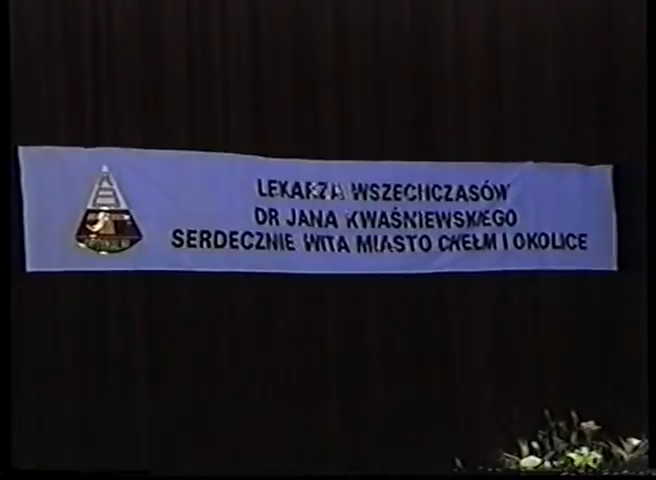 LEKARZA WSZECHCZASÓW
DR JANA KWAŚNIEWSKIEGO
SERDECZNIE WITA MIASTO CHEŁM I OKOLICE